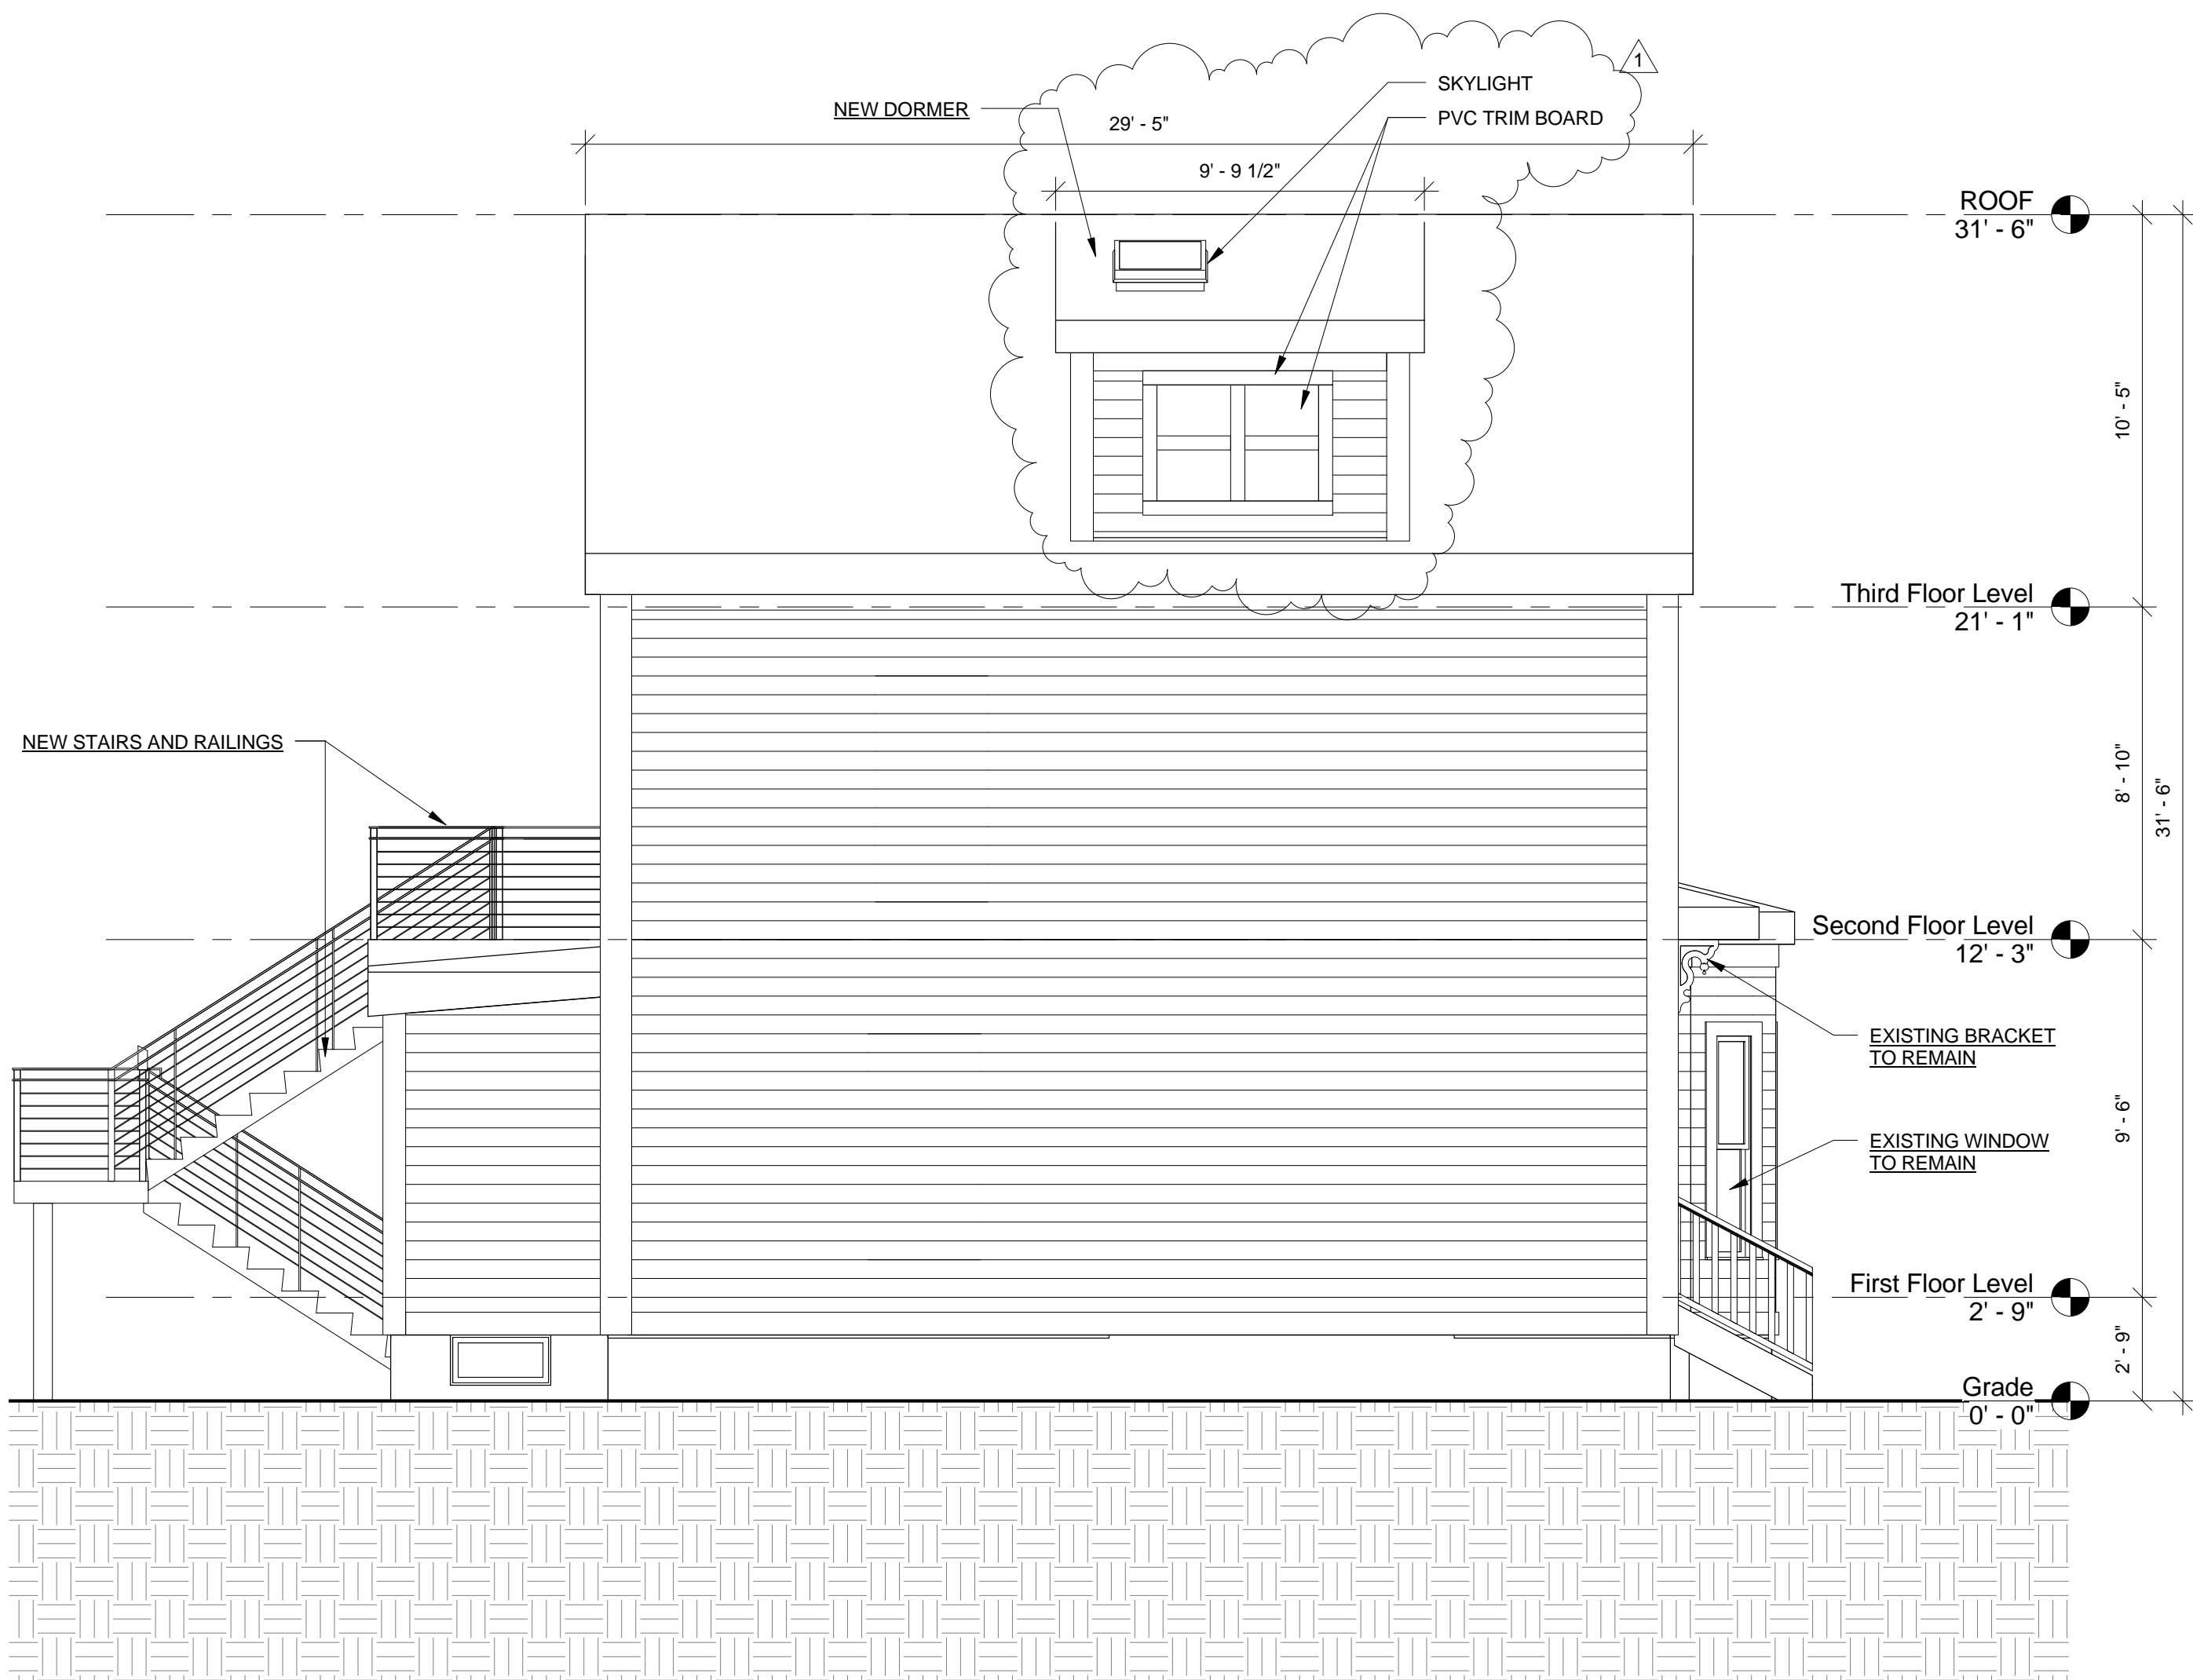 1
SKYLIGHT
NEW DORMER
29' - 5"
PVC TRIM BOARD
9' - 9 1/2"
ROOF
31' - 6"
10' - 5"
Third Floor Level
21' - 1"
NEW STAIRS AND RAILINGS
8' - 10"
31' - 6"
Second Floor Level
12' - 3"
EXISTING BRACKET
TO REMAIN
9' - 6"
EXISTING WINDOW
TO REMAIN
First Floor Level
2' - 9"
2' - 9"
Grade
0' - 0"